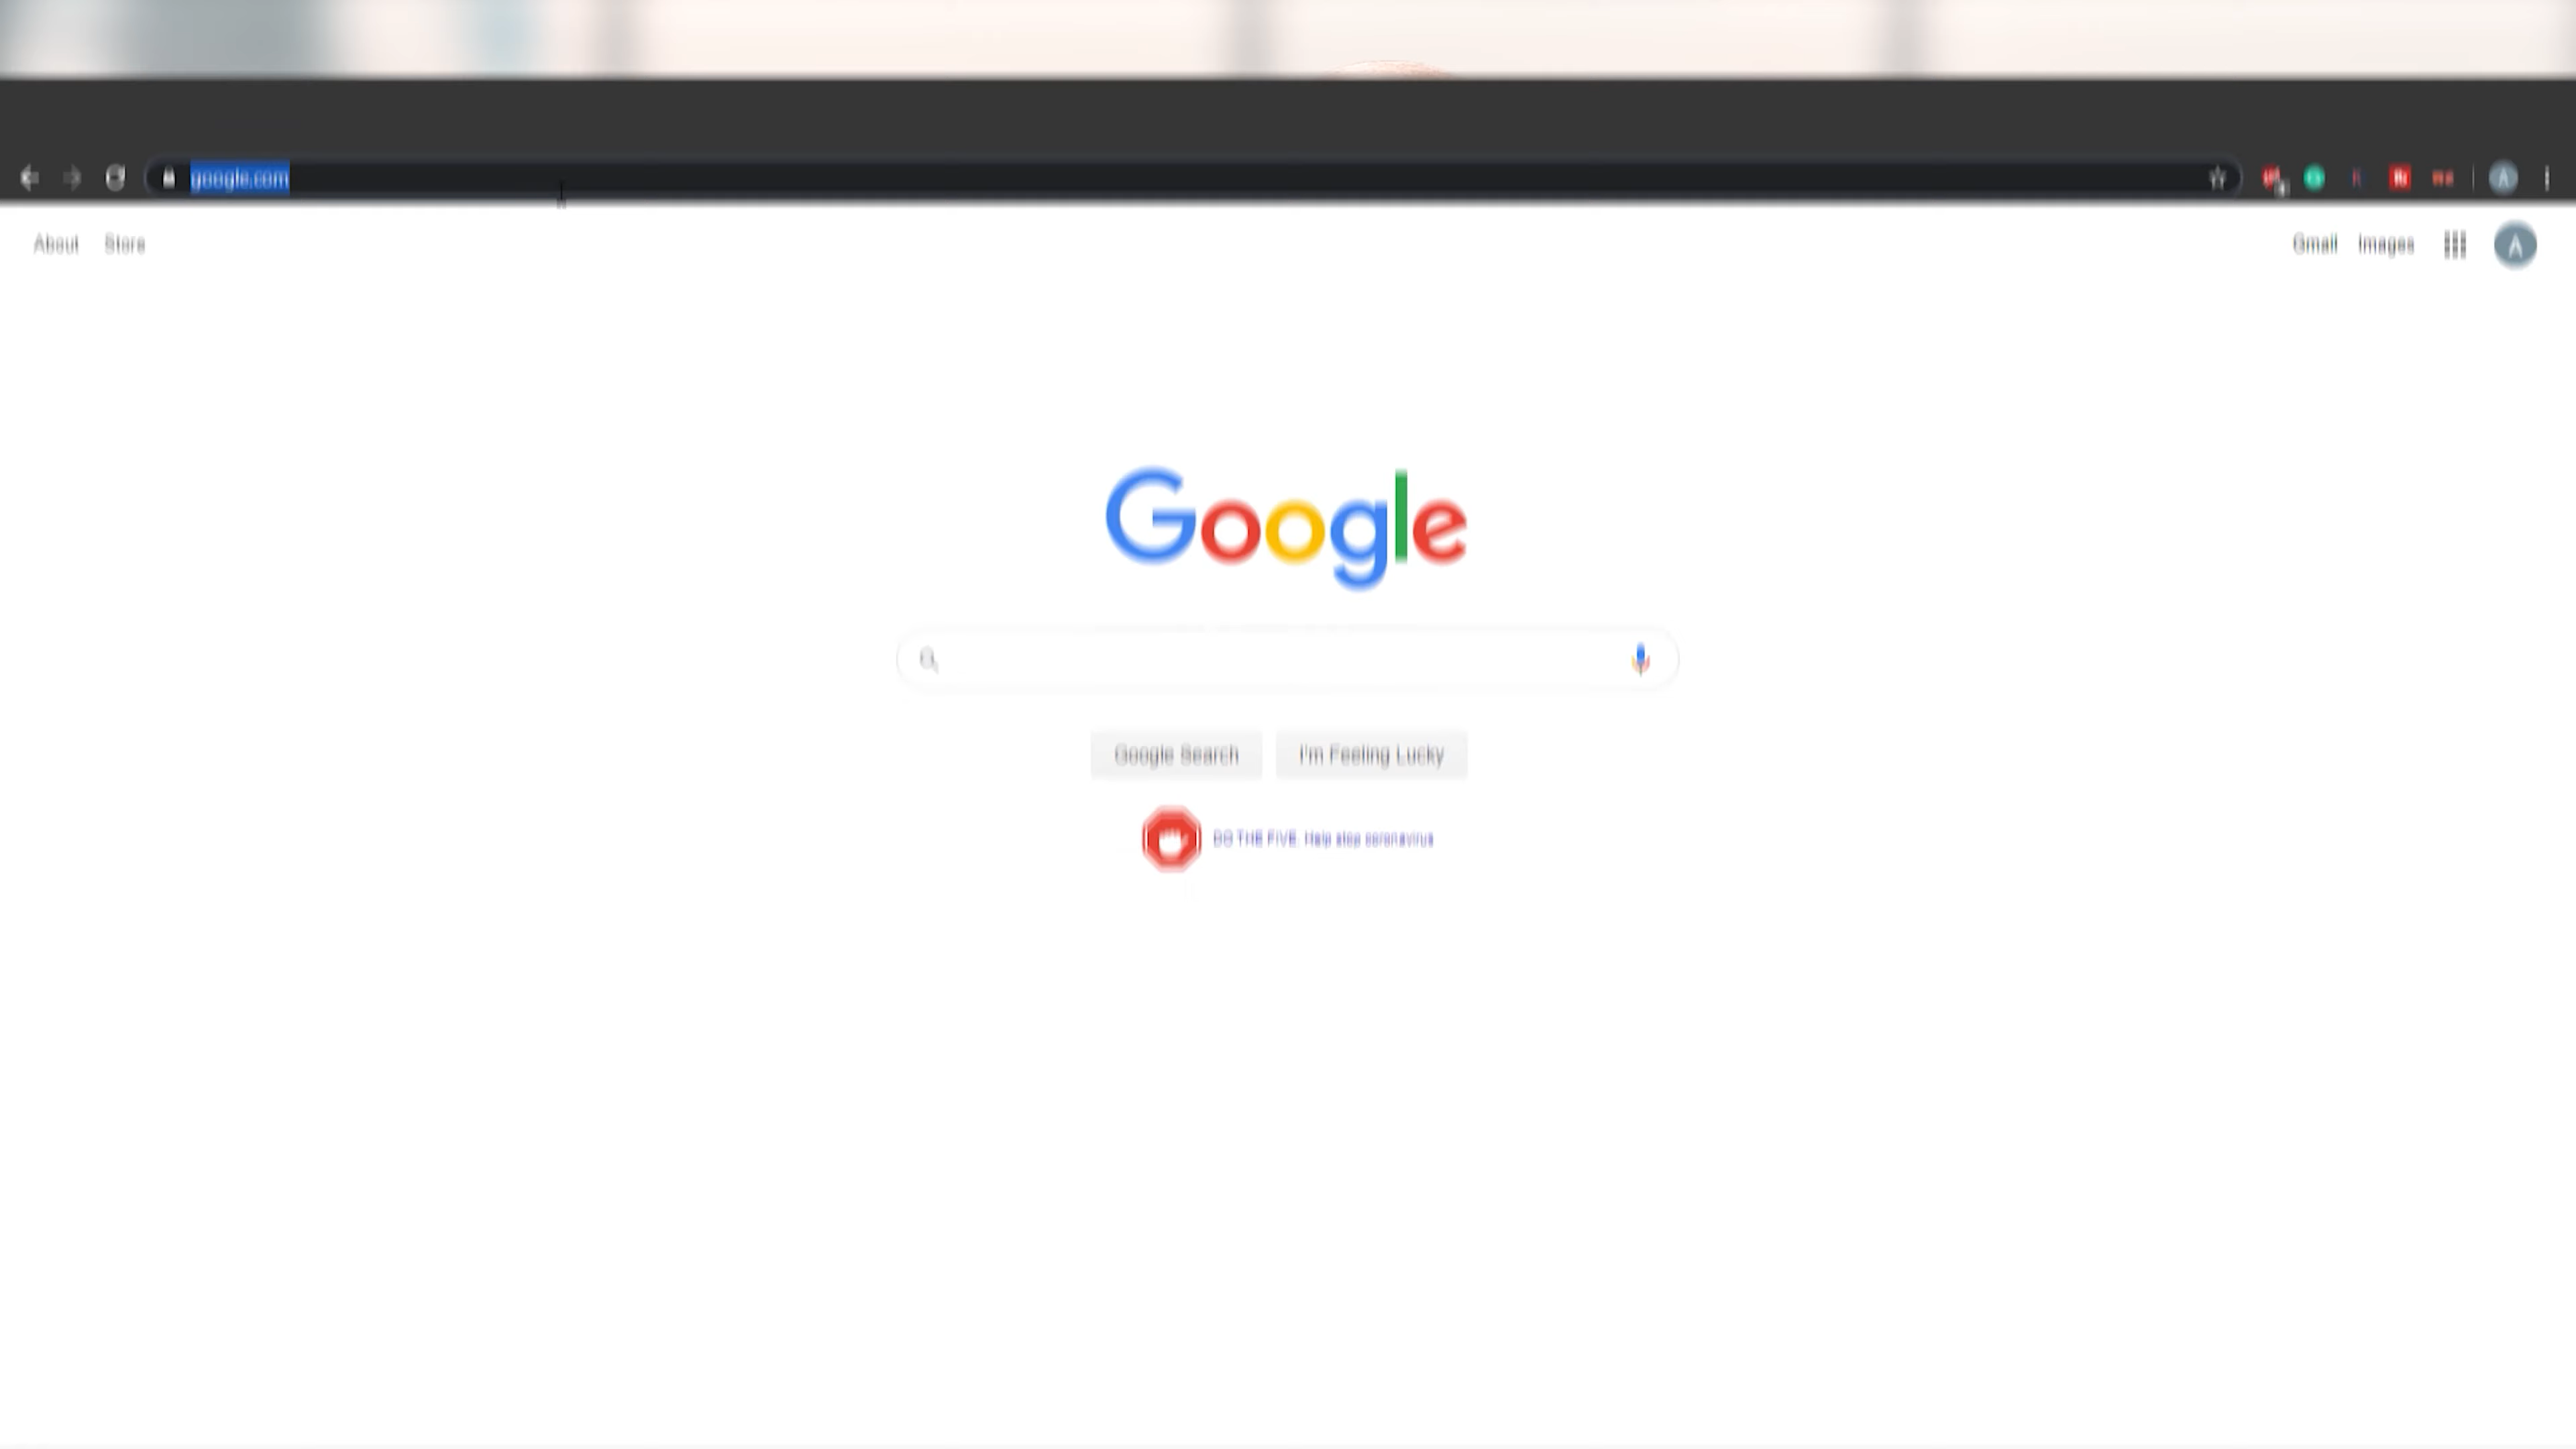 google.com
About Store
Gmail Images
A
Google
Google Search
I'm Feeling Lucky
DO THE FIVE. Help stop coronavirus